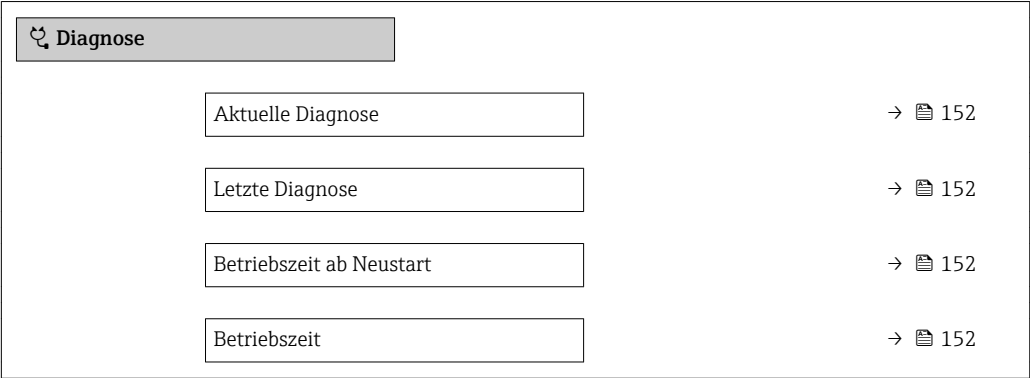 Diagnose
Aktuelle Diagnose → 152
Letzte Diagnose → 152
Betriebszeit ab Neustart → 152
Betriebszeit → 152